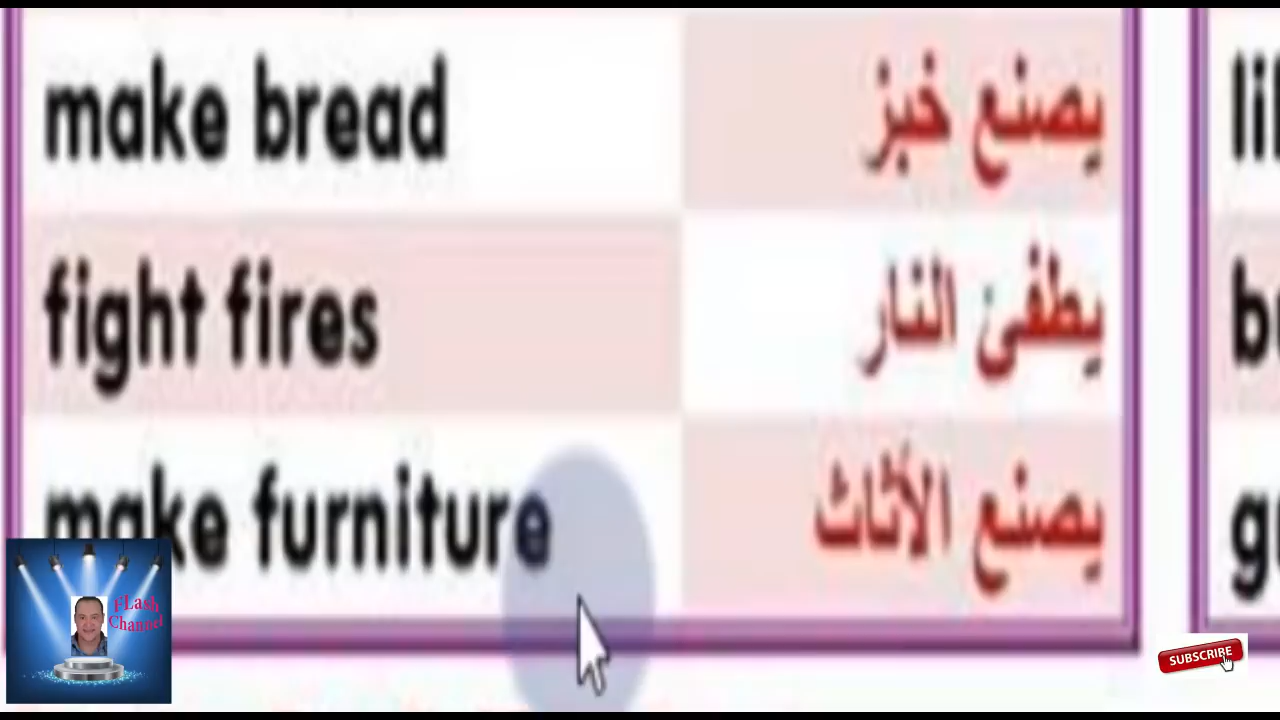 make bread يصنع خبز
fight fires يطفئ النار
make furniture يصنع الأثاث
FLash
Channel
SUBSCRIBE